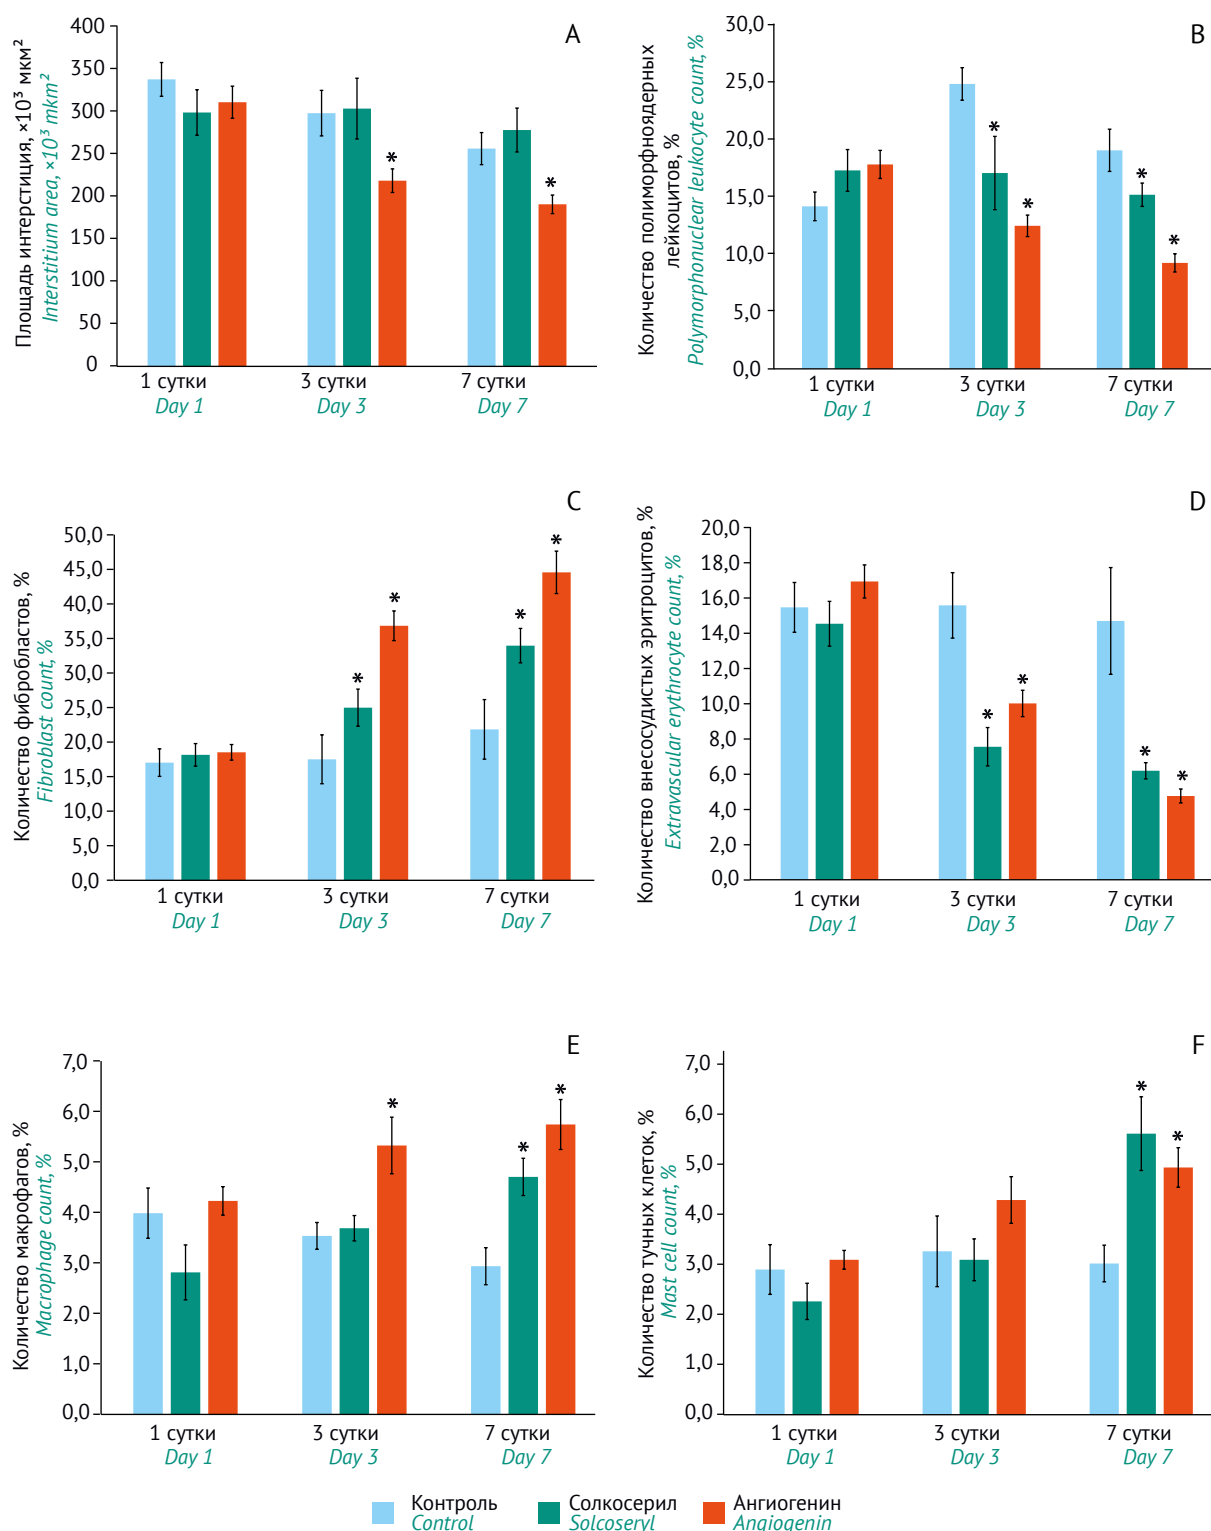 A
Площадь интерстиция, ×10³ мкм²
Interstitium area, ×10³ mkm²
400
350
300
250
200
150
100
50
0
*
*
1 сутки
3 сутки
7 сутки
Day 1
Day 3
Day 7
B
Количество полиморфноядерных
лейкоцитов, %
Polymorphonuclear leukocyte count, %
30,0
25,0
20,0
15,0
10,0
5,0
0,0
*
*
*
*
1 сутки
3 сутки
7 сутки
Day 1
Day 3
Day 7
C
Количество фибробластов, %
Fibroblast count, %
50,0
45,0
40,0
35,0
30,0
25,0
20,0
15,0
10,0
5,0
0,0
*
*
*
*
1 сутки
3 сутки
7 сутки
Day 1
Day 3
Day 7
D
Количество внесосудистых эритроцитов, %
Extravascular erythrocyte count, %
20,0
18,0
16,0
14,0
12,0
10,0
8,0
6,0
4,0
2,0
0,0
*
*
*
*
1 сутки
3 сутки
7 сутки
Day 1
Day 3
Day 7
E
Количество макрофагов, %
Macrophage count, %
7,0
6,0
5,0
4,0
3,0
2,0
1,0
0,0
*
*
*
1 сутки
3 сутки
7 сутки
Day 1
Day 3
Day 7
F
Количество тучных клеток, %
Mast cell count, %
7,0
6,0
5,0
4,0
3,0
2,0
1,0
0,0
*
*
1 сутки
3 сутки
7 сутки
Day 1
Day 3
Day 7
Контроль
Control
Солкосерил
Solcoseryl
Ангиогенин
Angiogenin